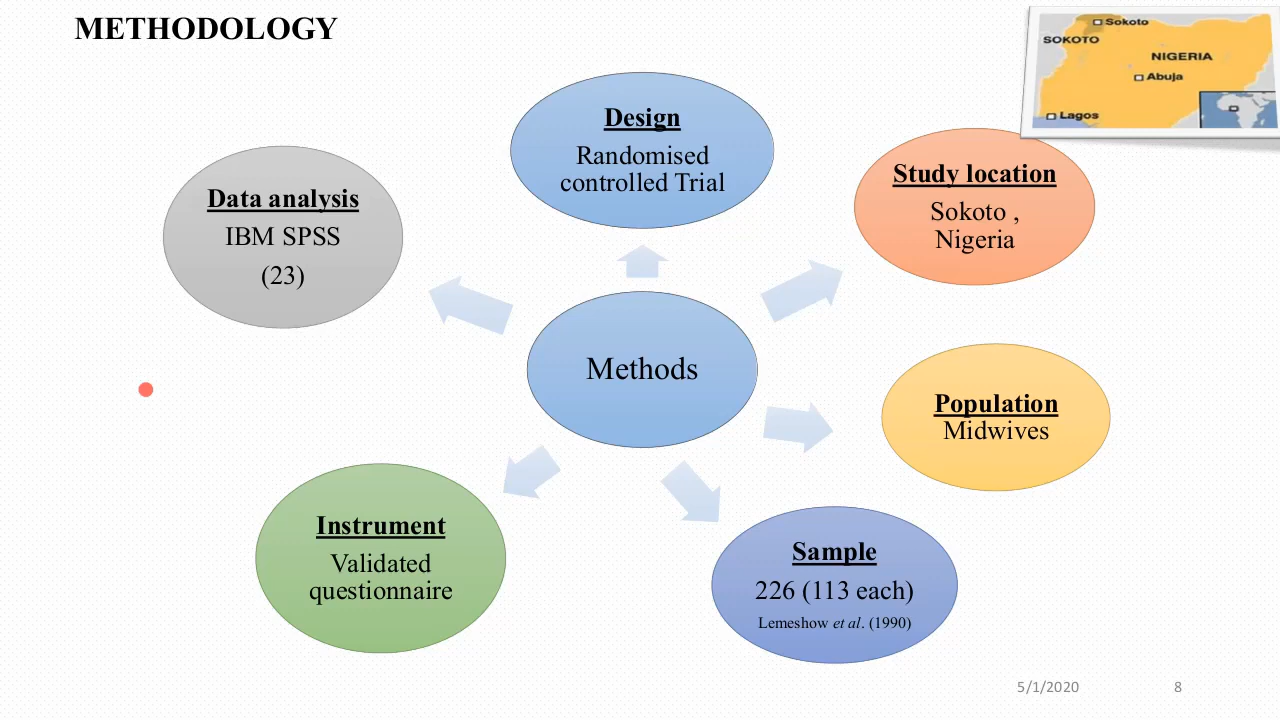 METHODOLOGY
Sokoto
SOKOTO
NIGERIA
Abuja
Lagos
Design
Randomised
controlled Trial
Study location
Sokoto ,
Nigeria
Data analysis
IBM SPSS
(23)
Methods
Population
Midwives
Instrument
Validated
questionnaire
Sample
226 (113 each)
Lemeshow et al. (1990)
5/1/2020
8